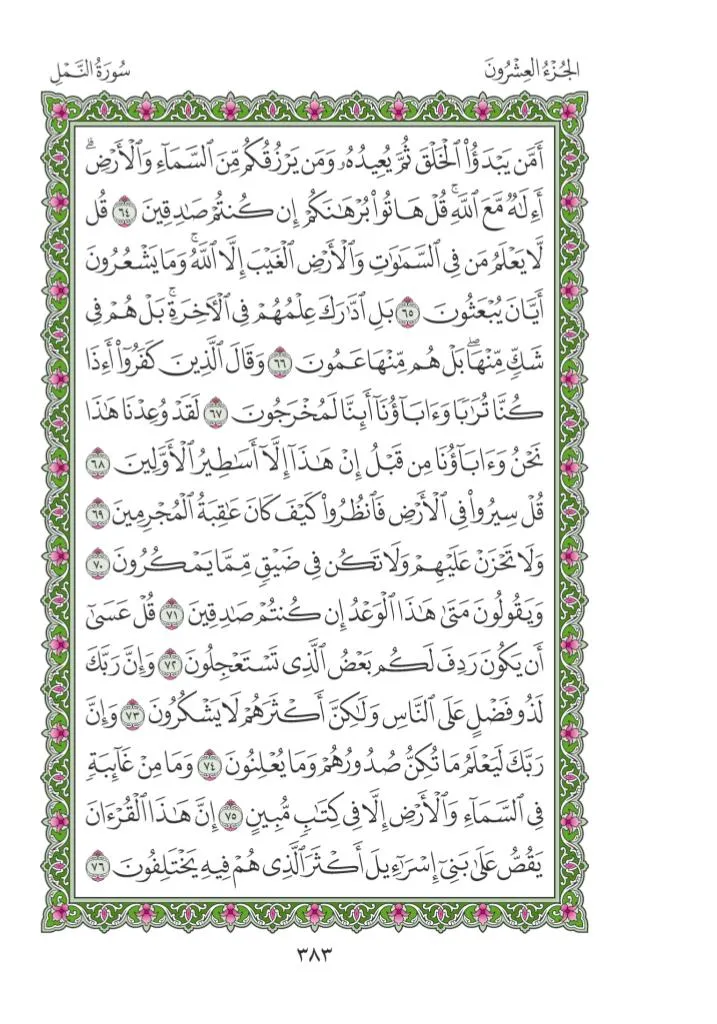 الجُزْءُ العِشْرُونَ
سُورَةُ النَّمْلِ
أَمَّن يَبْدَؤُاْ ٱلْخَلْقَ ثُمَّ يُعِيدُهُۥ وَمَن يَرْزُقُكُم مِّنَ ٱلسَّمَآءِ وَٱلْأَرْضِۗ
أَءِلَٰهٌ مَّعَ ٱللَّهِۚ قُلْ هَاتُواْ بُرْهَٰنَكُمْ إِن كُنتُمْ صَٰدِقِينَ ٦٤ قُل
لَّا يَعْلَمُ مَن فِي ٱلسَّمَٰوَٰتِ وَٱلْأَرْضِ ٱلْغَيْبَ إِلَّا ٱللَّهُۚ وَمَا يَشْعُرُونَ
أَيَّانَ يُبْعَثُونَ ٦٥ بَلِ ٱدَّٰرَكَ عِلْمُهُمْ فِي ٱلْأٓخِرَةِۚ بَلْ هُمْ فِي
شَكٍّ مِّنْهَاۖ بَلْ هُم مِّنْهَا عَمُونَ ٦٦ وَقَالَ ٱلَّذِينَ كَفَرُوٓاْ أَءِذَا
كُنَّا تُرَٰبًا وَءَابَآؤُنَآ أَئِنَّا لَمُخْرَجُونَ ٦٧ لَقَدْ وُعِدْنَا هَٰذَا
نَحْنُ وَءَابَآؤُنَا مِن قَبْلُ إِنْ هَٰذَآ إِلَّآ أَسَٰطِيرُ ٱلْأَوَّلِينَ ٦٨
قُلْ سِيرُواْ فِي ٱلْأَرْضِ فَٱنظُرُواْ كَيْفَ كَانَ عَٰقِبَةُ ٱلْمُجْرِمِينَ ٦٩
وَلَا تَحْزَنْ عَلَيْهِمْ وَلَا تَكُن فِي ضَيْقٍ مِّمَّا يَمْكُرُونَ ٧٠
وَيَقُولُونَ مَتَىٰ هَٰذَا ٱلْوَعْدُ إِن كُنتُمْ صَٰدِقِينَ ٧١ قُلْ عَسَىٰٓ
أَن يَكُونَ رَدِفَ لَكُم بَعْضُ ٱلَّذِي تَسْتَعْجِلُونَ ٧٢ وَإِنَّ رَبَّكَ
لَذُو فَضْلٍ عَلَى ٱلنَّاسِ وَلَٰكِنَّ أَكْثَرَهُمْ لَا يَشْكُرُونَ ٧٣ وَإِنَّ
رَبَّكَ لَيَعْلَمُ مَا تُكِنُّ صُدُورُهُمْ وَمَا يُعْلِنُونَ ٧٤ وَمَا مِنْ غَآئِبَةٍ
فِي ٱلسَّمَآءِ وَٱلْأَرْضِ إِلَّا فِي كِتَٰبٍ مُّبِينٍ ٧٥ إِنَّ هَٰذَا ٱلْقُرْءَانَ
يَقُصُّ عَلَىٰ بَنِيٓ إِسْرَٰٓءِيلَ أَكْثَرَ ٱلَّذِي هُمْ فِيهِ يَخْتَلِفُونَ ٧٦
٣٨٣